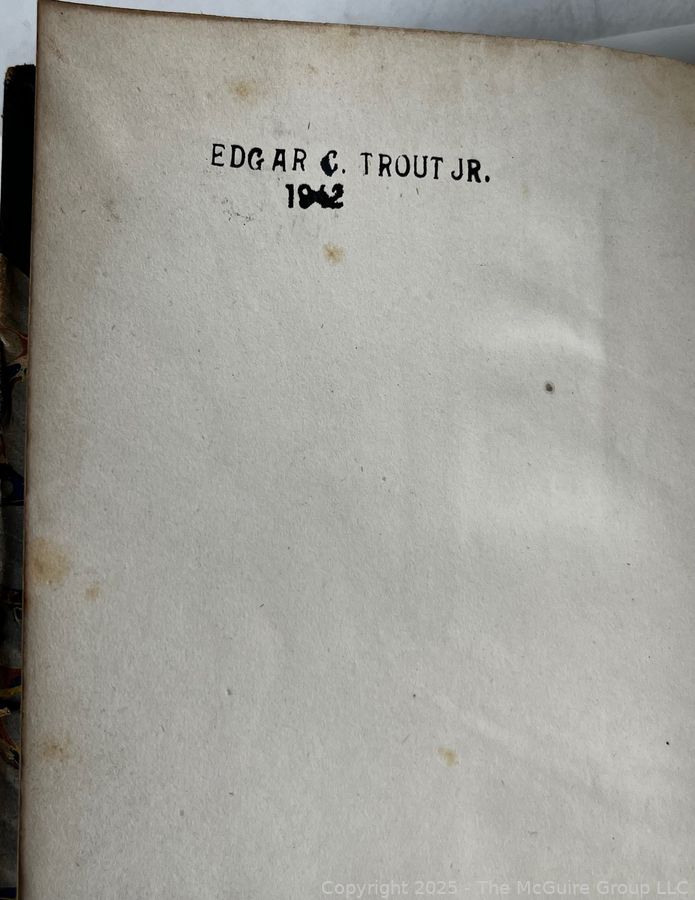 EDGAR C. TROUT JR.
1942
Copyright 2025 - The McGuire Group LLC